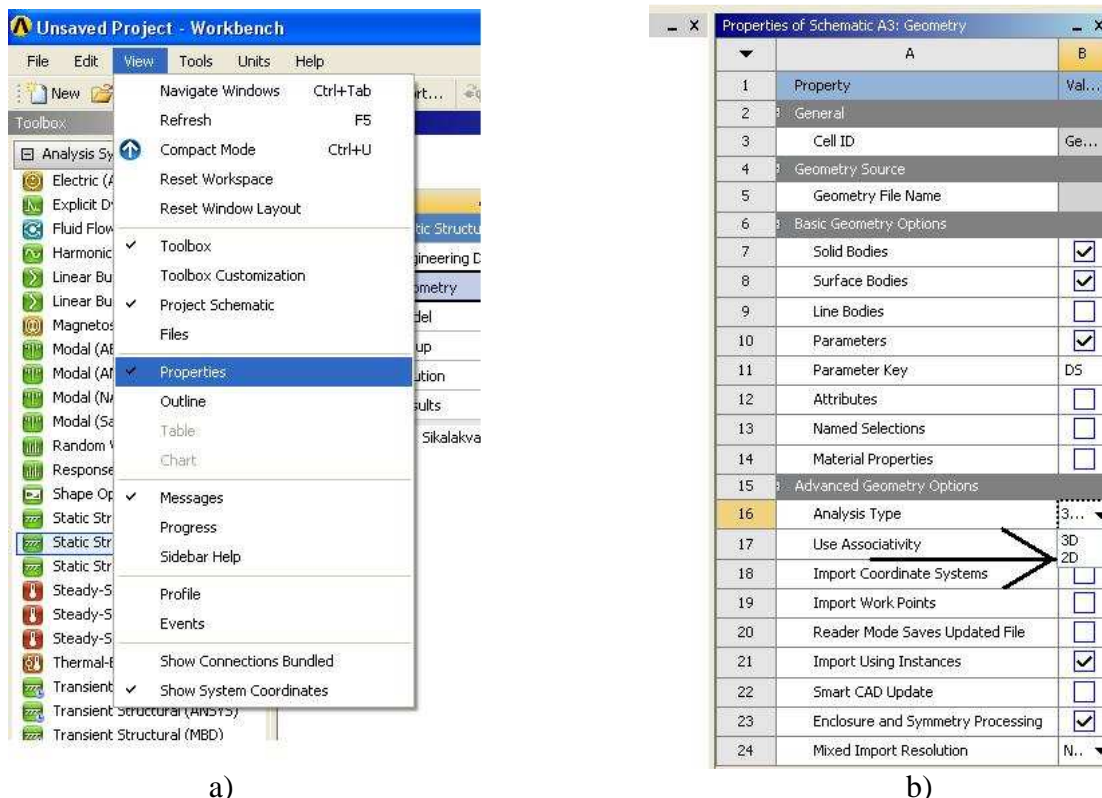 Unsaved Project - Workbench
File Edit View Tools Units Help
New
Toolbox
Analysis Sy
Electric (A
Explicit D
Fluid Flow
Harmonic
Linear Bu
Linear Bu
Magnetos
Modal (AB
Modal (AN
Modal (NA
Modal (Sa
Random V
Response
Shape Op
Static Str
Static Str
Static Str
Steady-S
Steady-S
Steady-S
Thermal-E
Transient
Transient Structural (ANSYS)
Transient Structural (MBD)
Navigate Windows Ctrl+Tab
Refresh F5
Compact Mode Ctrl+U
Reset Workspace
Reset Window Layout
Toolbox
Toolbox Customization
Project Schematic
Files
Properties
Outline
Table
Chart
Messages
Progress
Sidebar Help
Profile
Events
Show Connections Bundled
Show System Coordinates
rt...
tic Structu
gineering D
ometry
del
up
ution
sults
Sikalakva
a)
Properties of Schematic A3: Geometry
A B
1 Property Val...
2 General
3 Cell ID Ge...
4 Geometry Source
5 Geometry File Name
6 Basic Geometry Options
7 Solid Bodies
8 Surface Bodies
9 Line Bodies
10 Parameters
11 Parameter Key DS
12 Attributes
13 Named Selections
14 Material Properties
15 Advanced Geometry Options
16 Analysis Type 3...
3D
17 Use Associativity
2D
18 Import Coordinate Systems
19 Import Work Points
20 Reader Mode Saves Updated File
21 Import Using Instances
22 Smart CAD Update
23 Enclosure and Symmetry Processing
24 Mixed Import Resolution N..
b)